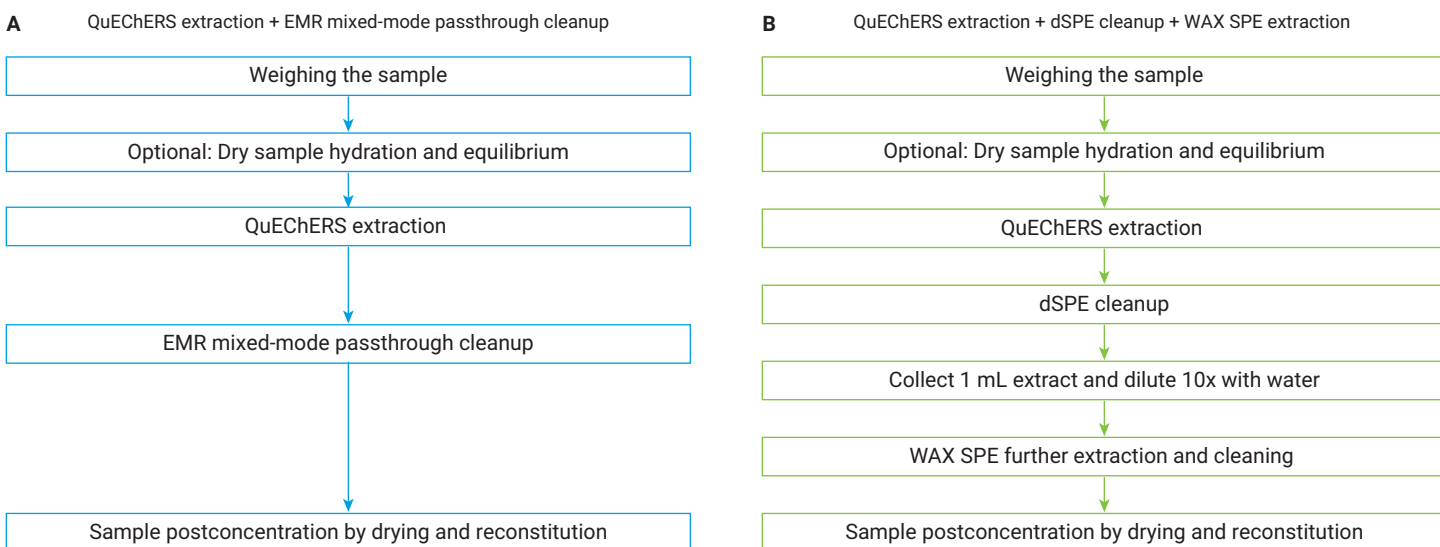 A
QuEChERS extraction + EMR mixed-mode passthrough cleanup
Weighing the sample
Optional: Dry sample hydration and equilibrium
QuEChERS extraction
EMR mixed-mode passthrough cleanup
Sample postconcentration by drying and reconstitution
B
QuEChERS extraction + dSPE cleanup + WAX SPE extraction
Weighing the sample
Optional: Dry sample hydration and equilibrium
QuEChERS extraction
dSPE cleanup
Collect 1 mL extract and dilute 10x with water
WAX SPE further extraction and cleaning
Sample postconcentration by drying and reconstitution